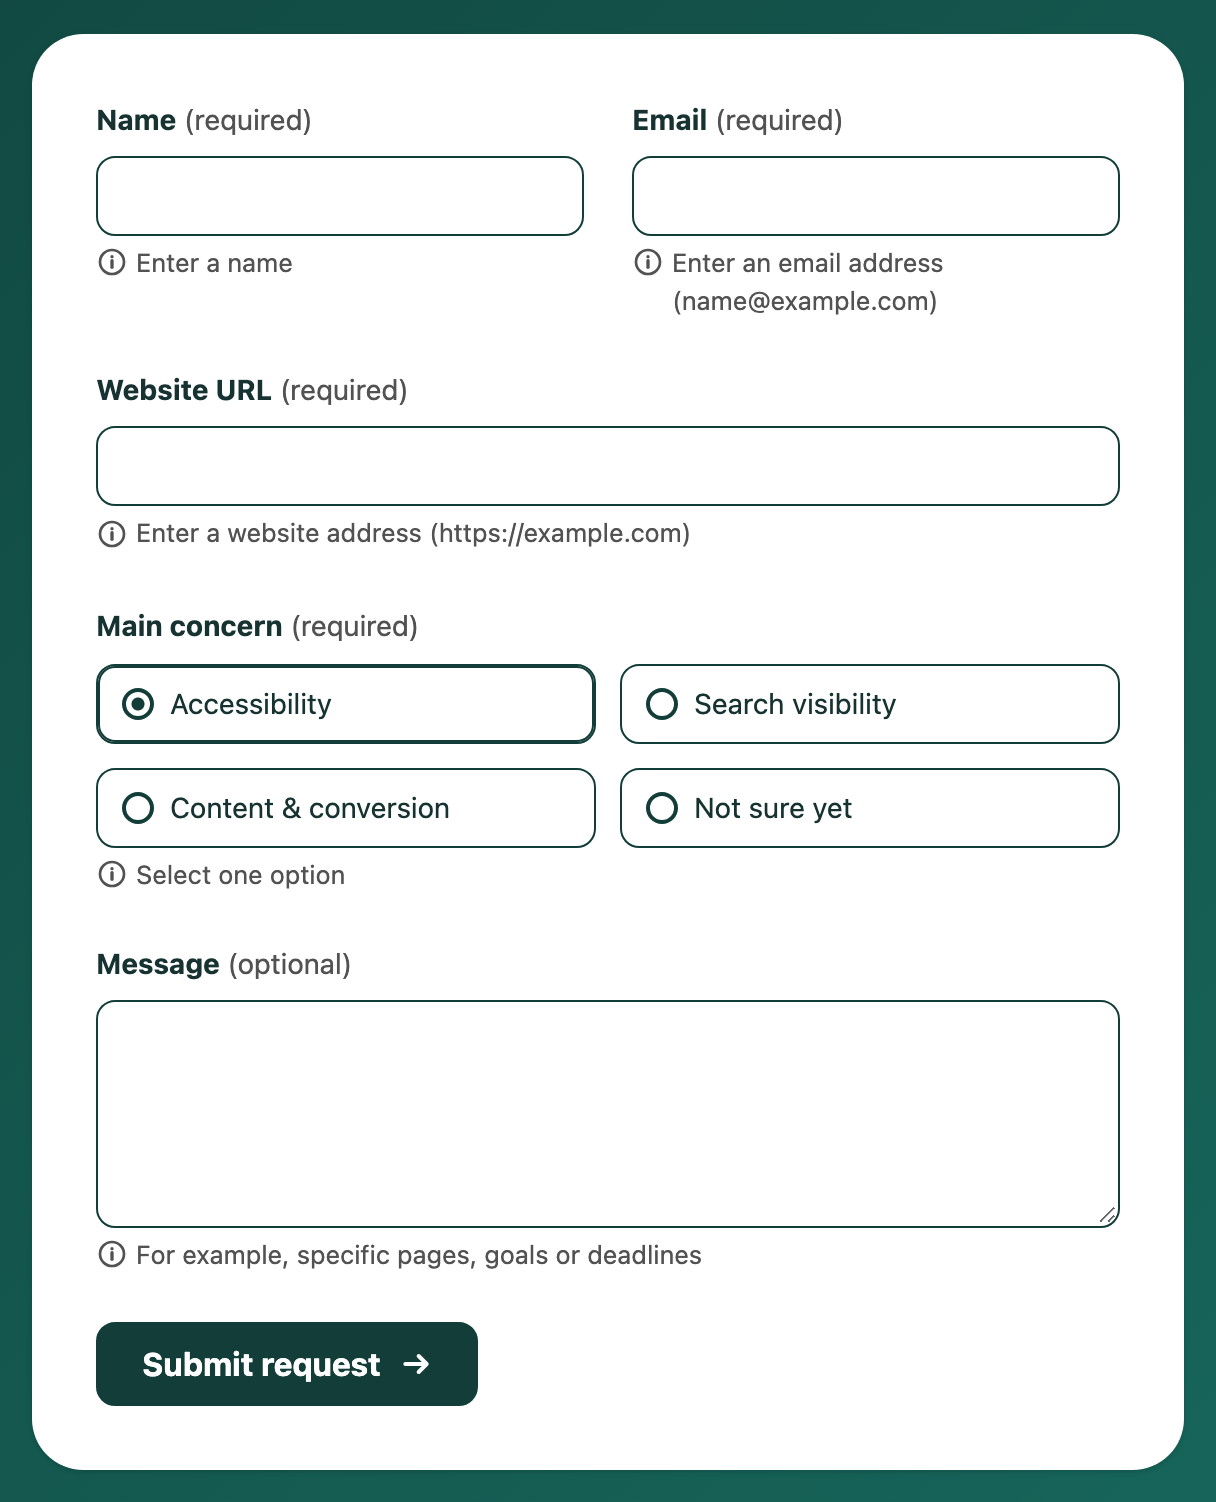 Name (required)
Enter a name
Email (required)
Enter an email address
(name@example.com)
Website URL (required)
Enter a website address (https://example.com)
Main concern (required)
Accessibility
Search visibility
Content & conversion
Not sure yet
Select one option
Message (optional)
For example, specific pages, goals or deadlines
Submit request →